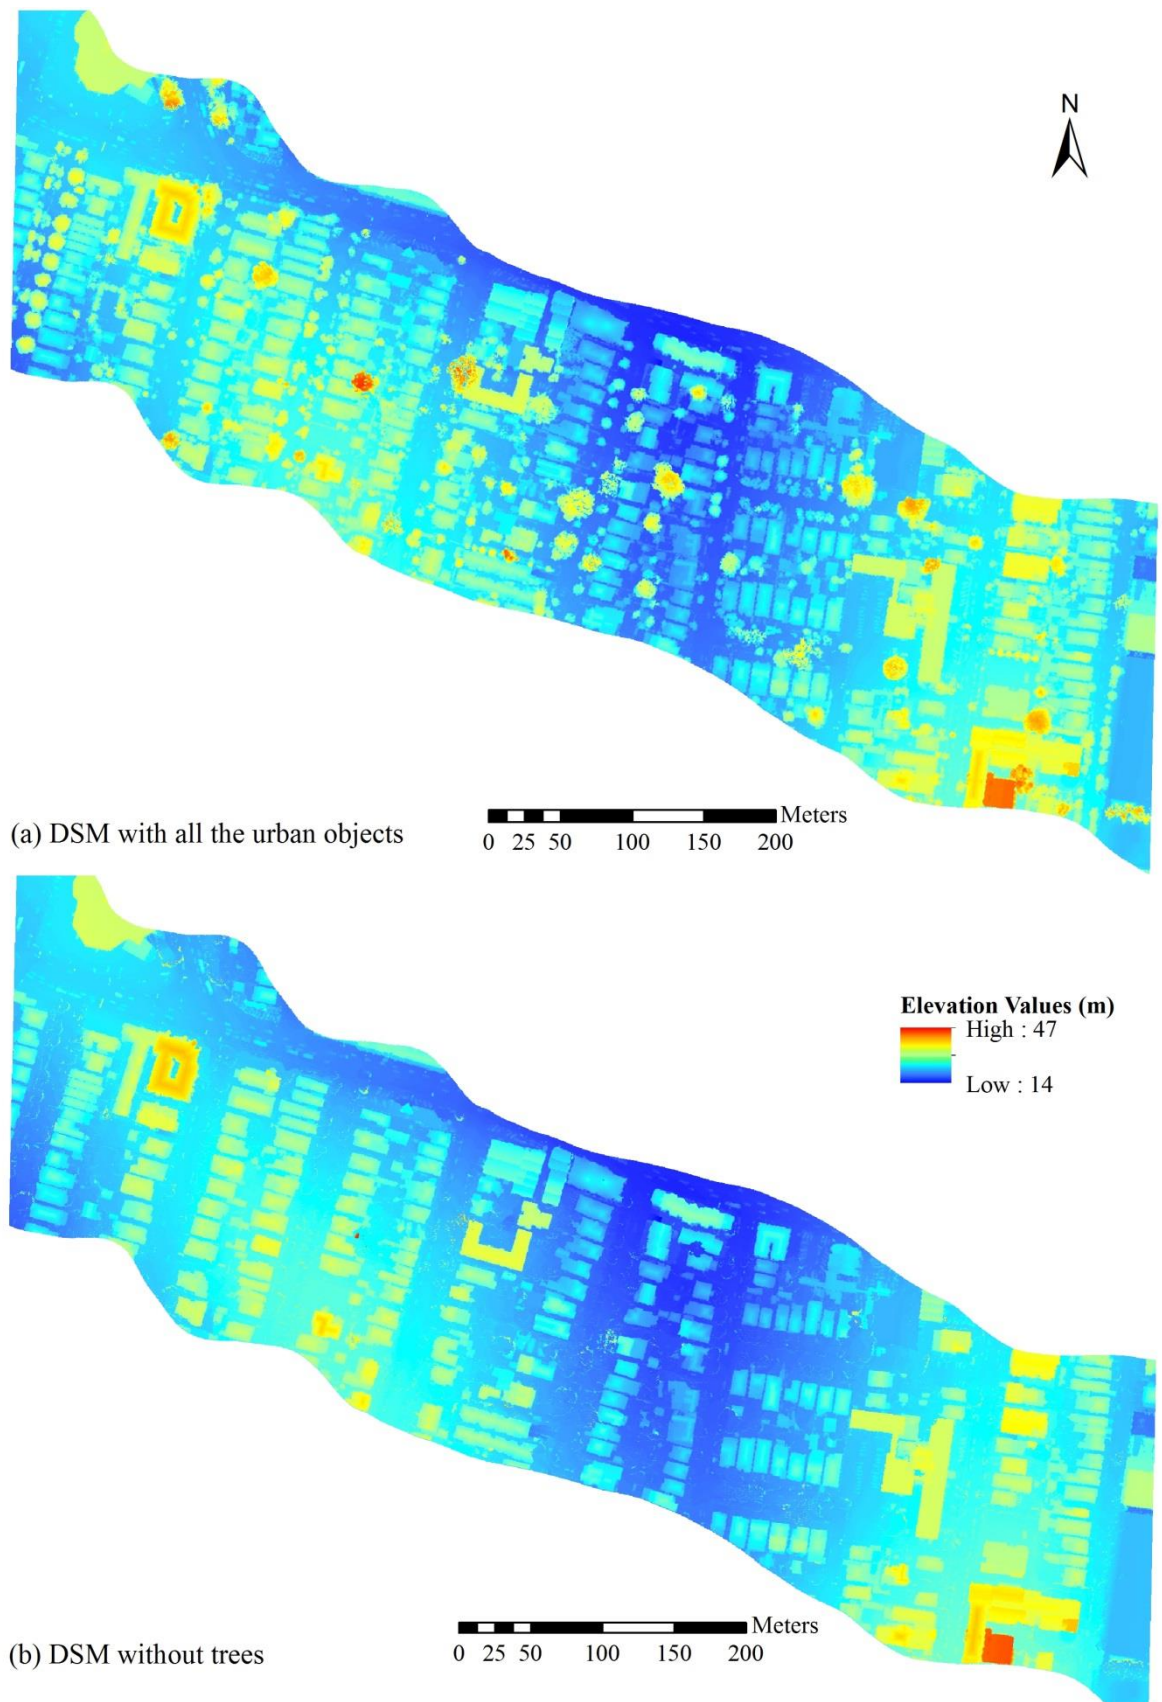 N
Meters
0 25 50 100 150 200
(a) DSM with all the urban objects
Elevation Values (m)
High : 47
Low : 14
Meters
0 25 50 100 150 200
(b) DSM without trees